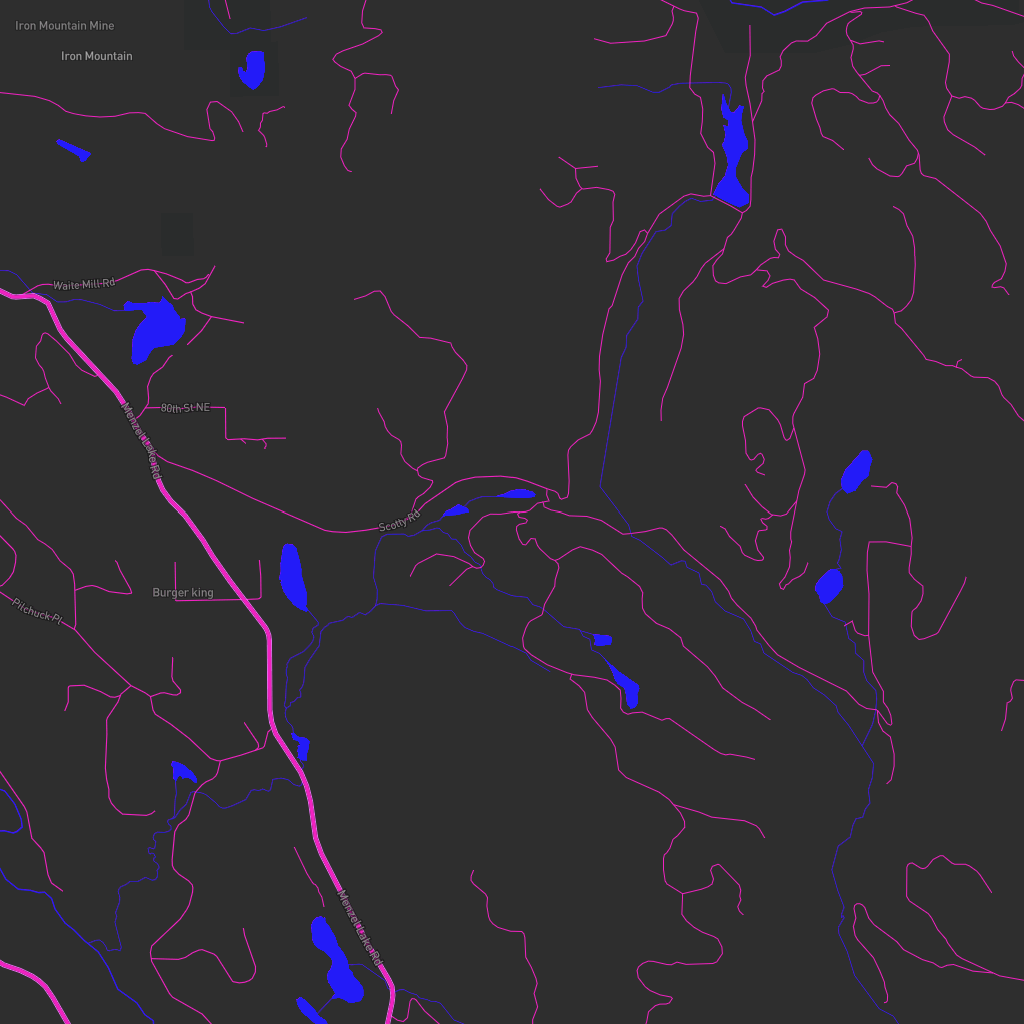 Iron Mountain Mine
Iron Mountain
Waite Mill Rd
80th St NE
Menzel Lake Rd
Scotty Rd
Burger king
Pilchuck Pl
Menzel Lake Rd